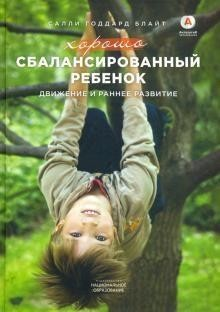 САЛЛИ ГОДДАРД БЛАЙТ
хорошо
СБАЛАНСИРОВАННЫЙ
РЕБЕНОК
ДВИЖЕНИЕ И РАННЕЕ РАЗВИТИЕ
НАЦИОНАЛЬНОЕ
ОБРАЗОВАНИЕ